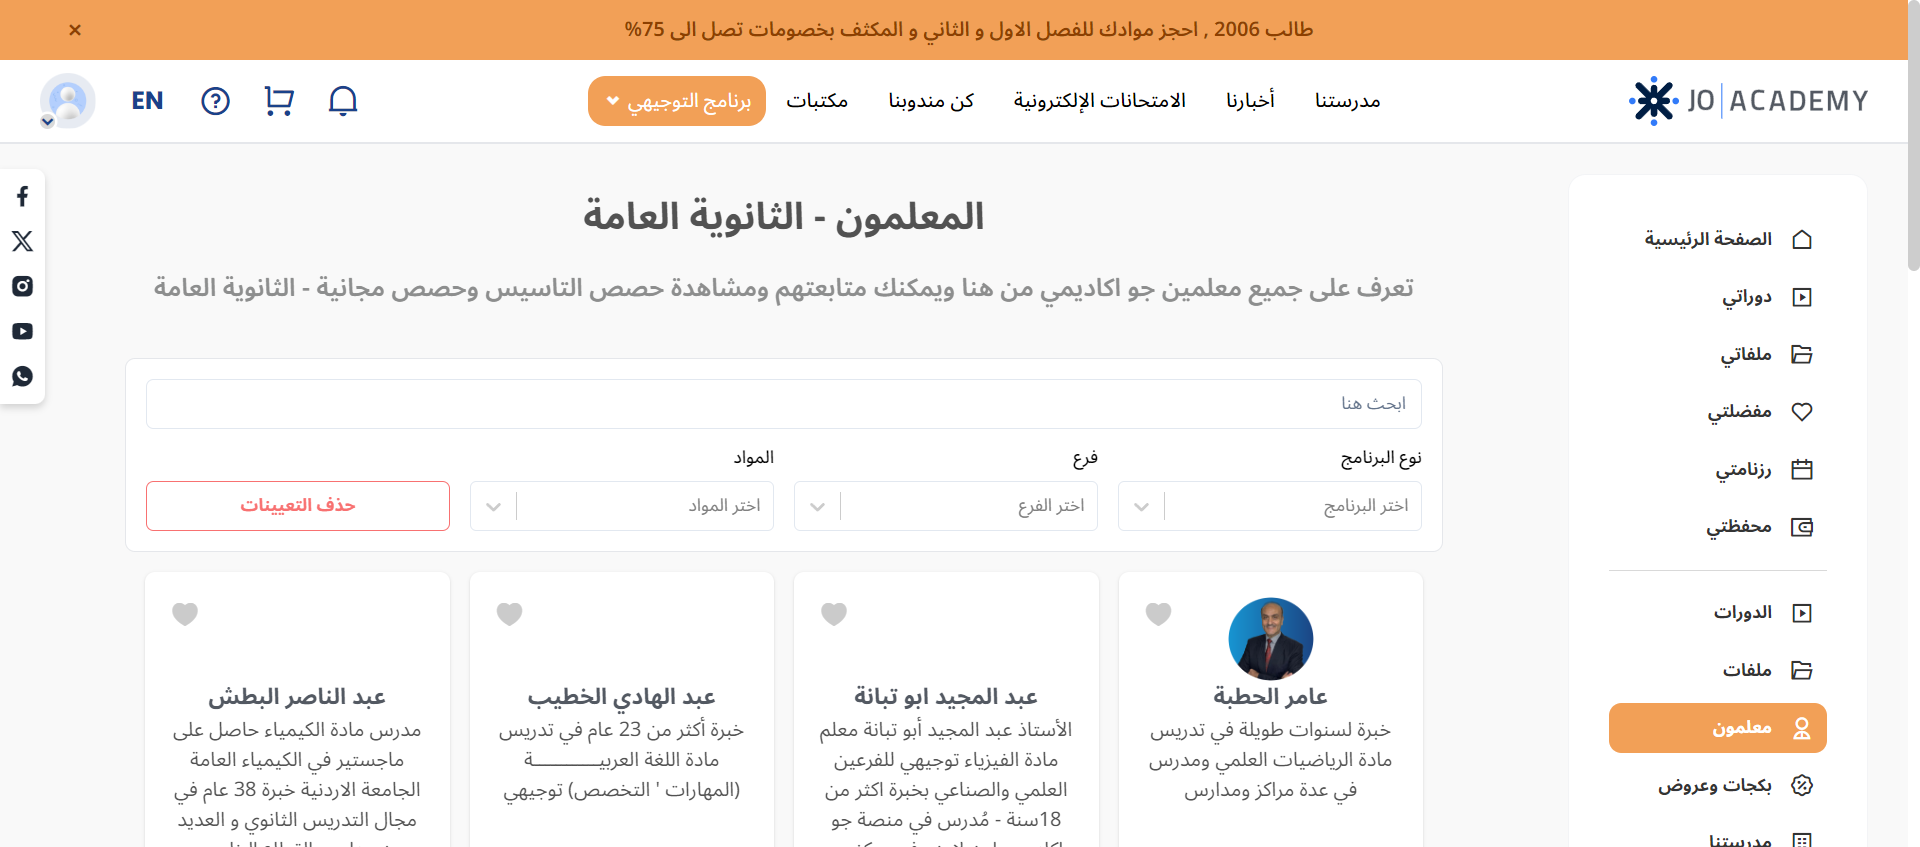 طالب 2006 , احجز موادك للفصل الاول و الثاني و المكثف بخصومات تصل الى 75%
×
JO ACADEMY
مدرستنا
أخبارنا
الامتحانات الإلكترونية
كن مندوبنا
مكتبات
برنامج التوجيهي
EN
الصفحة الرئيسية
دوراتي
ملفاتي
مفضلتي
رزنامتي
محفظتي
الدورات
ملفات
معلمون
بكجات وعروض
مدرستنا
المعلمون - الثانوية العامة
تعرف على جميع معلمين جو اكاديمي من هنا ويمكنك متابعتهم ومشاهدة حصص التاسيس وحصص مجانية - الثانوية العامة
ابحث هنا
نوع البرنامج
فرع
المواد
اختر البرنامج
اختر الفرع
اختر المواد
حذف التعيينات
عامر الحطبة
خبرة لسنوات طويلة في تدريس
مادة الرياضيات العلمي ومدرس
في عدة مراكز ومدارس
عبد المجيد ابو تبانة
الأستاذ عبد المجيد أبو تبانة معلم
مادة الفيزياء توجيهي للفرعين
العلمي والصناعي بخبرة اكثر من
18سنة - مُدرس في منصة جو
عبد الهادي الخطيب
خبرة أكثر من 23 عام في تدريس
مادة اللغة العربيـــــــــــة
(المهارات ' التخصص) توجيهي
عبد الناصر البطش
مدرس مادة الكيمياء حاصل على
ماجستير في الكيمياء العامة
الجامعة الاردنية خبرة 38 عام في
مجال التدريس الثانوي و العديد